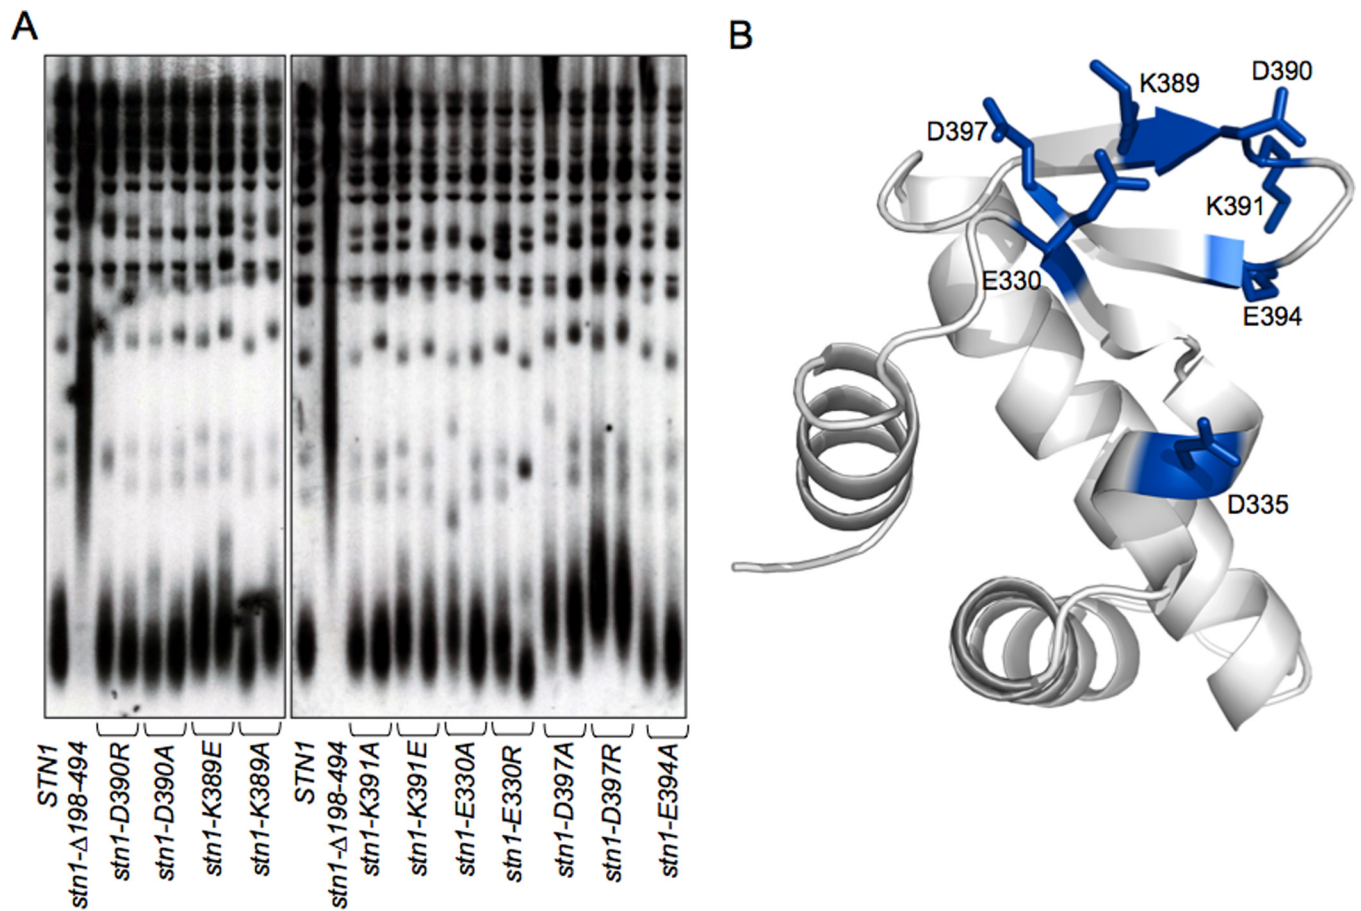 A
STN1
stn1-Δ198-494
stn1-D390R
stn1-D390A
stn1-K389E
stn1-K389A
STN1
stn1-Δ198-494
stn1-K391A
stn1-K391E
stn1-E330A
stn1-E330R
stn1-D397A
stn1-D397R
stn1-E394A
B
K389
D390
D397
K391
E330
E394
D335